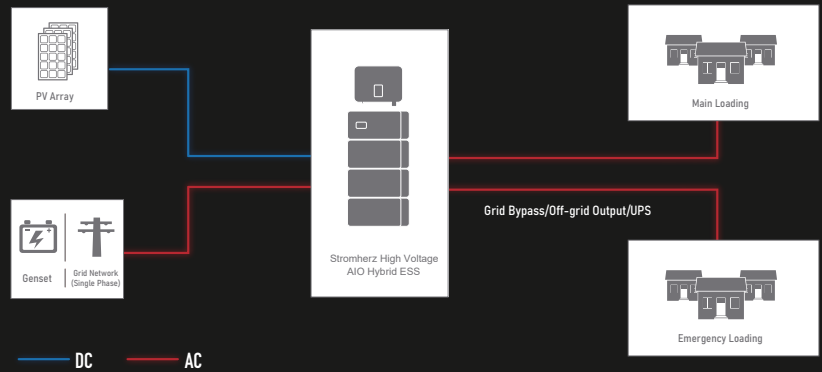 PV Array
Main Loading
Grid Bypass/Off-grid Output/UPS
Stromherz High Voltage
AIO Hybrid ESS
Genset
Grid Network
(Single Phase)
Emergency Loading
DC
AC